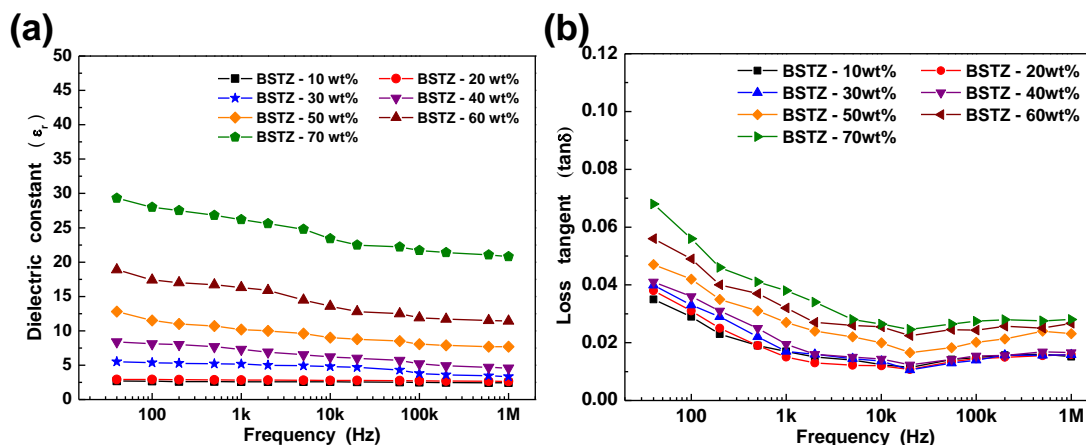 (a)
50
45
40
35
30
25
20
15
10
5
0
Dielectric constant (εr)
BSTZ - 10 wt%
BSTZ - 20 wt%
BSTZ - 30 wt%
BSTZ - 40 wt%
BSTZ - 50 wt%
BSTZ - 60 wt%
BSTZ - 70 wt%
100
1k
10k
100k
1M
Frequency (Hz)
(b)
0.12
0.10
0.08
0.06
0.04
0.02
0.00
Loss tangent (tanδ)
BSTZ - 10wt%
BSTZ - 20wt%
BSTZ - 30wt%
BSTZ - 40wt%
BSTZ - 50wt%
BSTZ - 60wt%
BSTZ - 70wt%
100
1k
10k
100k
1M
Frequency (Hz)